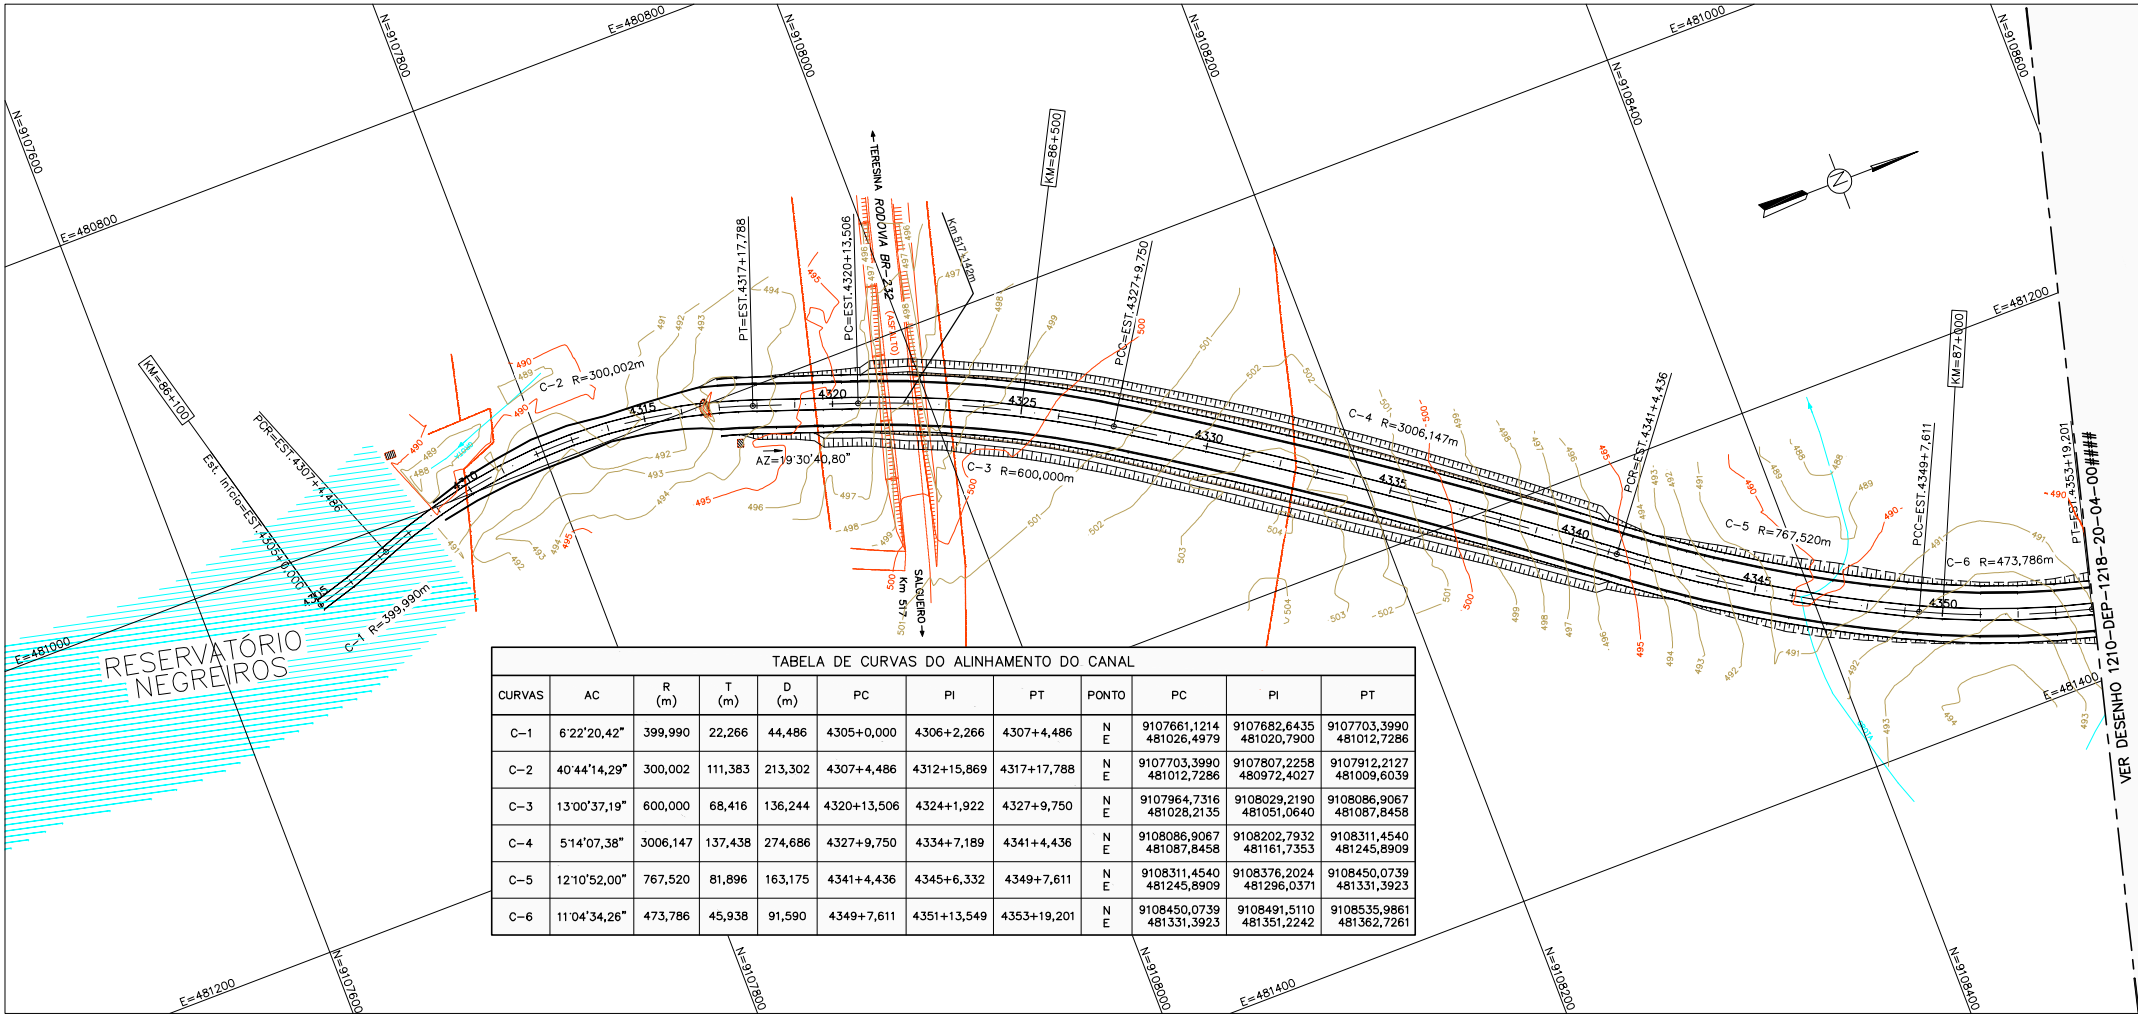 N=9107600
N=9107800
N=9108000
N=9108200
N=9108400
N=9108600
E=480800
E=481000
E=480800
E=481200
E=481000
E=481400
E=481200
E=481400
N=9107600
N=9107800
N=9108000
N=9108200
N=9108400
KM=86+100
Est. Início=EST.4305+0,000
PCR=EST.4307+4,486
C-1 R=399,990m
C-2 R=300,002m
PT=EST.4317+17,788
PC=EST.4320+13,506
←TERESINA RODOVIA BR-232 (ASFALTO)
Km 517+142m
KM=86+500
PCC=EST.4327+9,750
AZ=19°30'40,80"
C-3 R=600,000m
SALGUEIRO→
Km 517
C-4 R=3006,147m
PCR=EST.4341+4,436
C-5 R=767,520m
PCC=EST.4349+7,611
KM=87+000
C-6 R=473,786m
PT=EST.4353+19,201
VER DESENHO 1210-DEP-1218-20-04-00####
4305
4310
4315
4320
4325
4330
4335
4340
4345
4350
RESERVATÓRIO
NEGREIROS
TABELA DE CURVAS DO ALINHAMENTO DO CANAL
CURVAS AC R (m) T (m) D (m) PC PI PT PONTO PC PI PT
C-1 6°22'20,42" 399,990 22,266 44,486 4305+0,000 4306+2,266 4307+4,486 N 9107661,1214 9107682,6435 9107703,3990
E 481026,4979 481020,7900 481012,7286
C-2 40°44'14,29" 300,002 111,383 213,302 4307+4,486 4312+15,869 4317+17,788 N 9107703,3990 9107807,2258 9107912,2127
E 481012,7286 480972,4027 481009,6039
C-3 13°00'37,19" 600,000 68,416 136,244 4320+13,506 4324+1,922 4327+9,750 N 9107964,7316 9108029,2190 9108086,9067
E 481028,2135 481051,0640 481087,8458
C-4 5°14'07,38" 3006,147 137,438 274,686 4327+9,750 4334+7,189 4341+4,436 N 9108086,9067 9108202,7932 9108311,4540
E 481087,8458 481161,7353 481245,8909
C-5 12°10'52,00" 767,520 81,896 163,175 4341+4,436 4345+6,332 4349+7,611 N 9108311,4540 9108376,2024 9108450,0739
E 481245,8909 481296,0371 481331,3923
C-6 11°04'34,26" 473,786 45,938 91,590 4349+7,611 4351+13,549 4353+19,201 N 9108450,0739 9108491,5110 9108535,9861
E 481331,3923 481351,2242 481362,7261